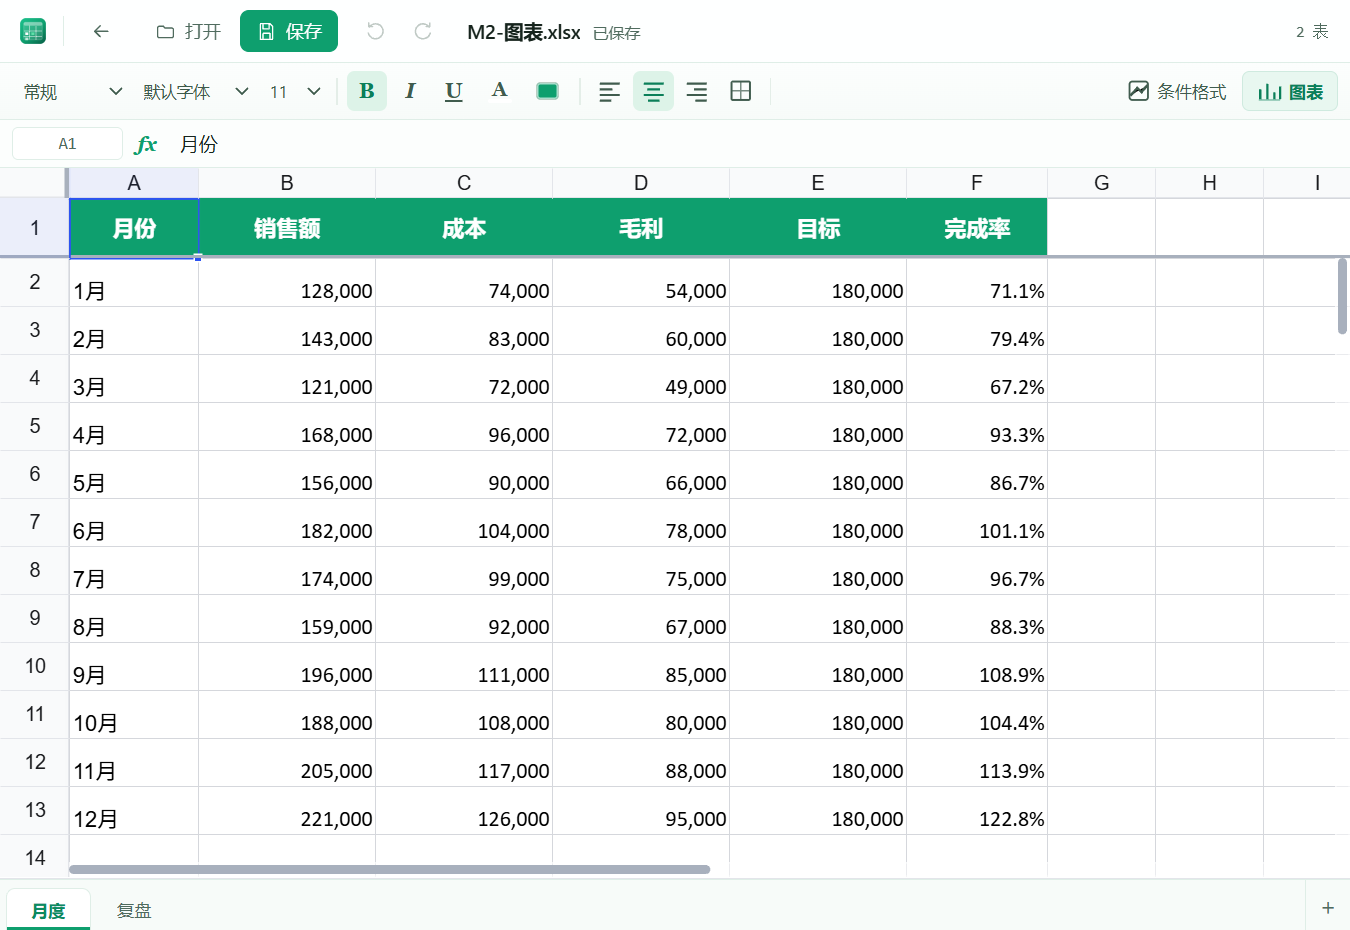 打开 保存 M2-图表.xlsx 已保存 2 表
常规 默认字体 11 B I U A 条件格式 图表
A1 fx 月份
A B C D E F G H I
1 月份 销售额 成本 毛利 目标 完成率
2 1月 128,000 74,000 54,000 180,000 71.1%
3 2月 143,000 83,000 60,000 180,000 79.4%
4 3月 121,000 72,000 49,000 180,000 67.2%
5 4月 168,000 96,000 72,000 180,000 93.3%
6 5月 156,000 90,000 66,000 180,000 86.7%
7 6月 182,000 104,000 78,000 180,000 101.1%
8 7月 174,000 99,000 75,000 180,000 96.7%
9 8月 159,000 92,000 67,000 180,000 88.3%
10 9月 196,000 111,000 85,000 180,000 108.9%
11 10月 188,000 108,000 80,000 180,000 104.4%
12 11月 205,000 117,000 88,000 180,000 113.9%
13 12月 221,000 126,000 95,000 180,000 122.8%
14
月度 复盘 +